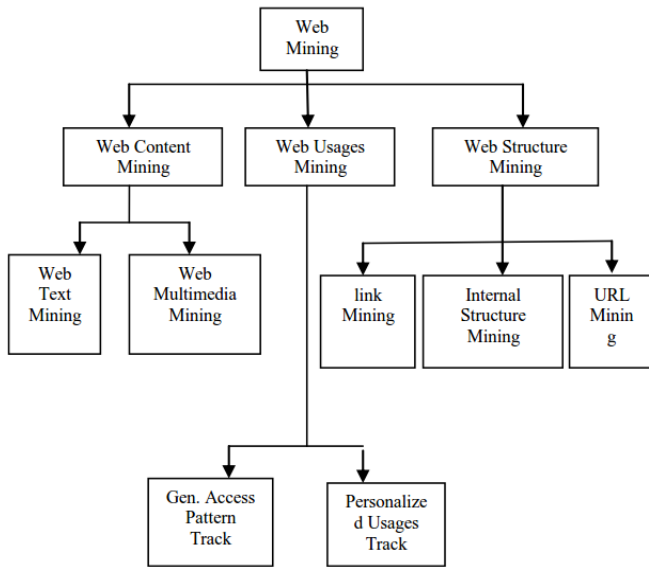 Web
Mining
Web Content
Mining
Web Usages
Mining
Web Structure
Mining
Web
Text
Mining
Web
Multimedia
Mining
link
Mining
Internal
Structure
Mining
URL
Minin
g
Gen. Access
Pattern
Track
Personalize
d Usages
Track